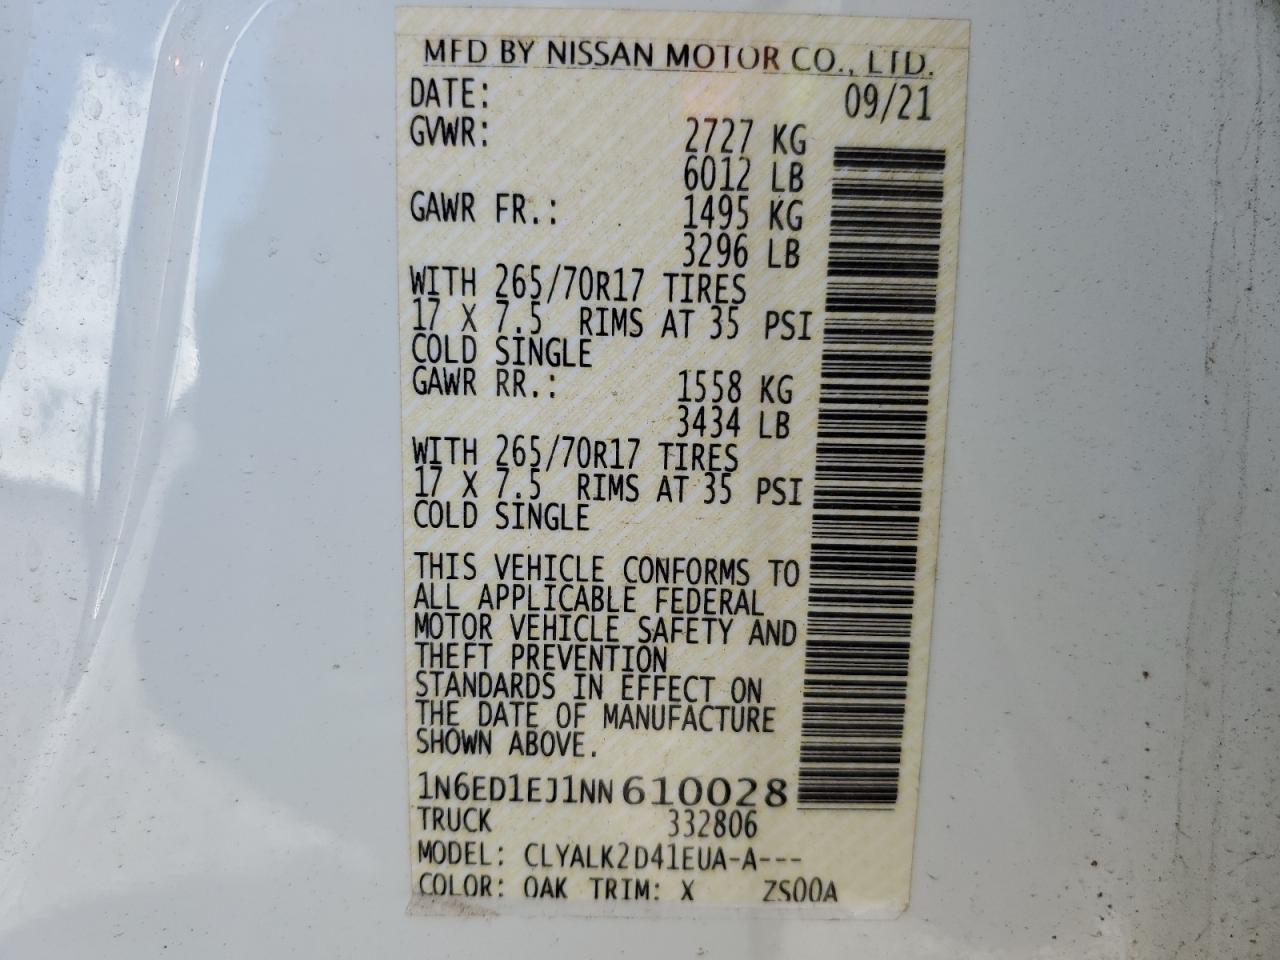 MFD BY NISSAN MOTOR CO., LTD.
DATE: 09/21
GVWR: 2727 KG
6012 LB
GAWR FR.: 1495 KG
3296 LB
WITH 265/70R17 TIRES
17 X 7.5 RIMS AT 35 PSI
COLD SINGLE
GAWR RR.: 1558 KG
3434 LB
WITH 265/70R17 TIRES
17 X 7.5 RIMS AT 35 PSI
COLD SINGLE
THIS VEHICLE CONFORMS TO
ALL APPLICABLE FEDERAL
MOTOR VEHICLE SAFETY AND
THEFT PREVENTION
STANDARDS IN EFFECT ON
THE DATE OF MANUFACTURE
SHOWN ABOVE.
1N6ED1EJ1NN610028
TRUCK 332806
MODEL: CLYALK2D41EUA-A---
COLOR: QAK TRIM: X ZS00A